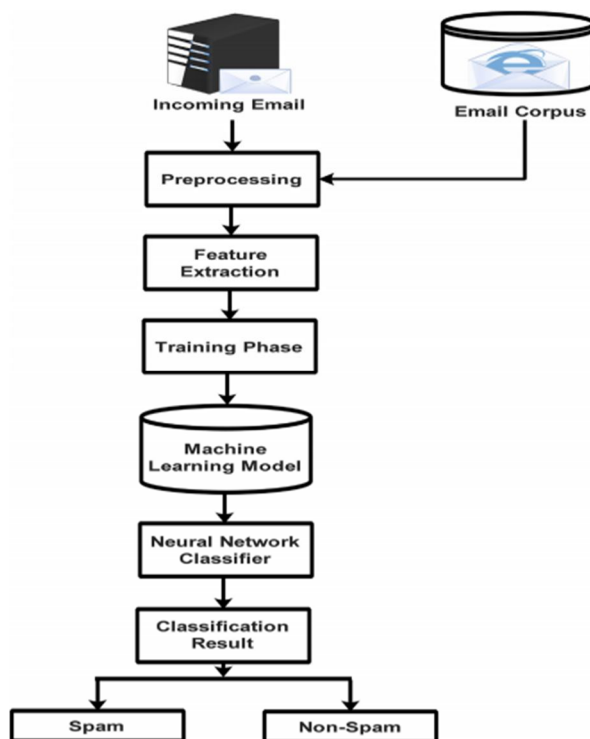 Incoming Email
Email Corpus
Preprocessing
Feature
Extraction
Training Phase
Machine
Learning Model
Neural Network
Classifier
Classification
Result
Spam
Non-Spam